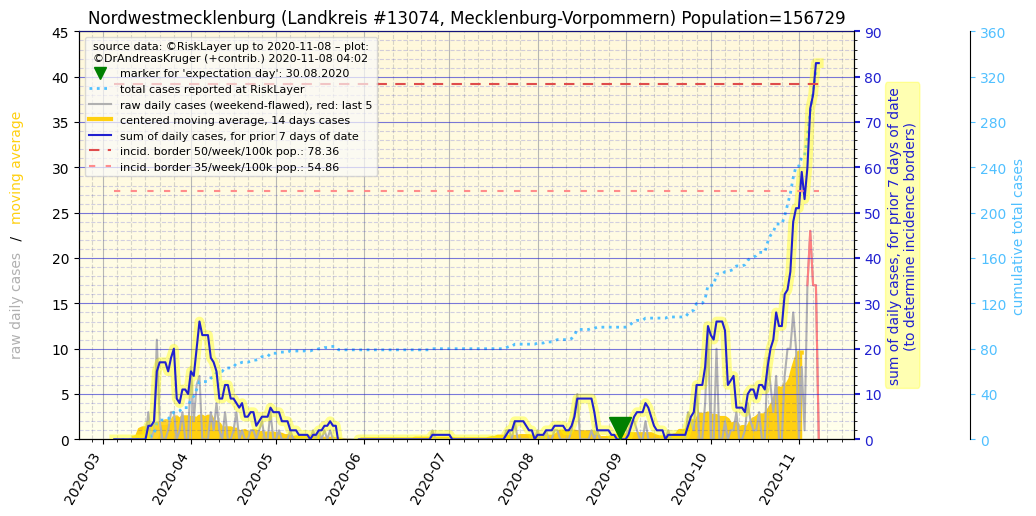 Nordwestmecklenburg (Landkreis #13074, Mecklenburg-Vorpommern) Population=156729
source data: ©RiskLayer up to 2020-11-08 – plot:
©DrAndreasKruger (+contrib.) 2020-11-08 04:02
marker for 'expectation day': 30.08.2020
total cases reported at RiskLayer
raw daily cases (weekend-flawed), red: last 5
centered moving average, 14 days cases
sum of daily cases, for prior 7 days of date
incid. border 50/week/100k pop.: 78.36
incid. border 35/week/100k pop.: 54.86
raw daily cases / moving average
45
40
35
30
25
20
15
10
5
0
2020-03
2020-04
2020-05
2020-06
2020-07
2020-08
2020-09
2020-10
2020-11
90
80
70
60
50
40
30
20
10
0
sum of daily cases, for prior 7 days of date
(to determine incidence borders)
360
320
280
240
200
160
120
80
40
0
cumulative total cases